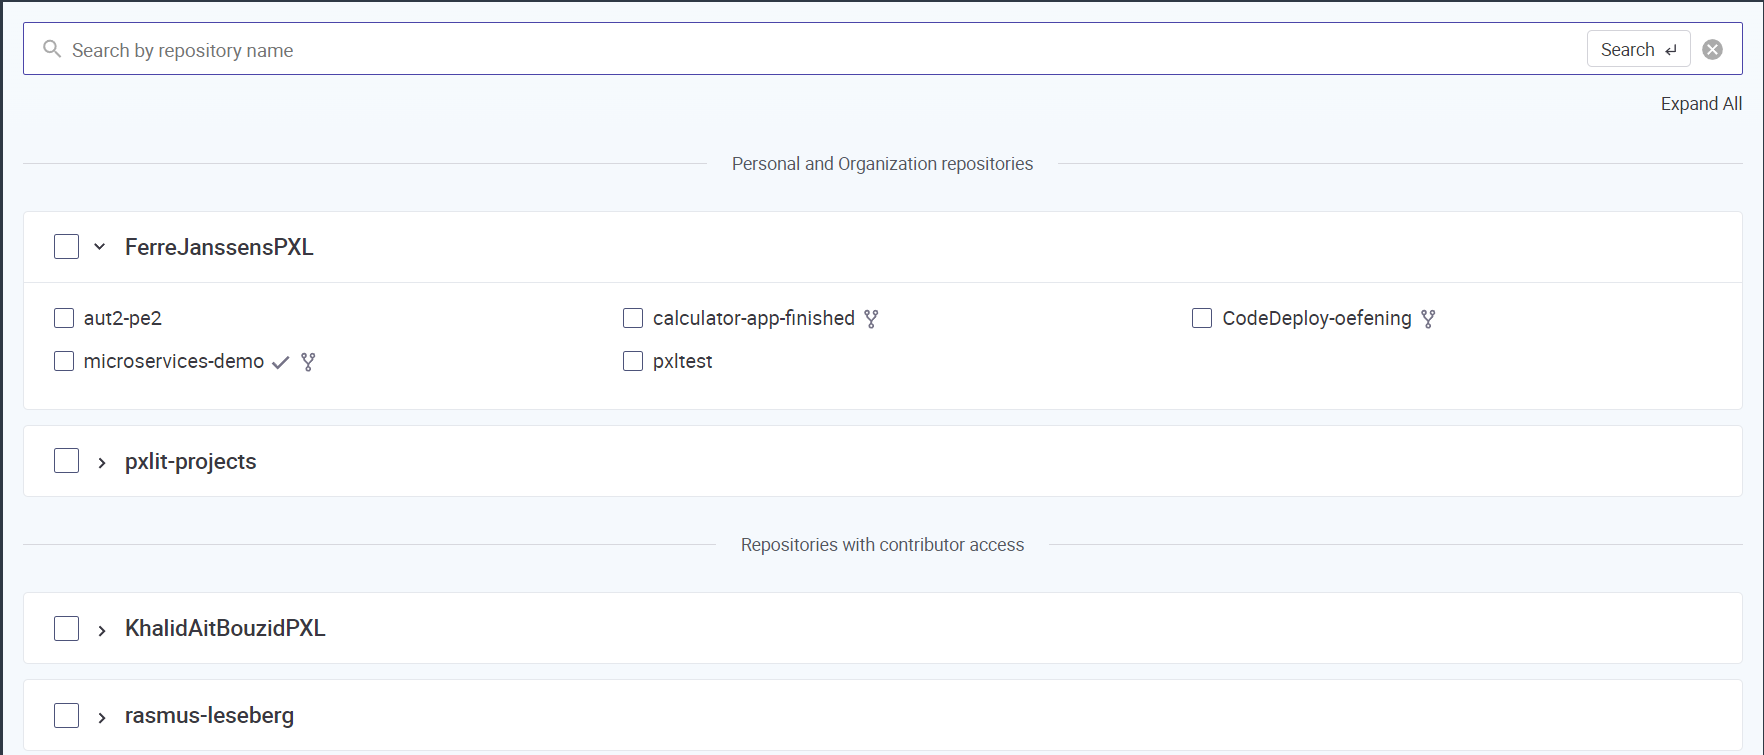 Search by repository name
Search ↵
Expand All
Personal and Organization repositories
FerreJanssensPXL
aut2-pe2
calculator-app-finished
CodeDeploy-oefening
microservices-demo
pxltest
pxlit-projects
Repositories with contributor access
KhalidAitBouzidPXL
rasmus-leseberg